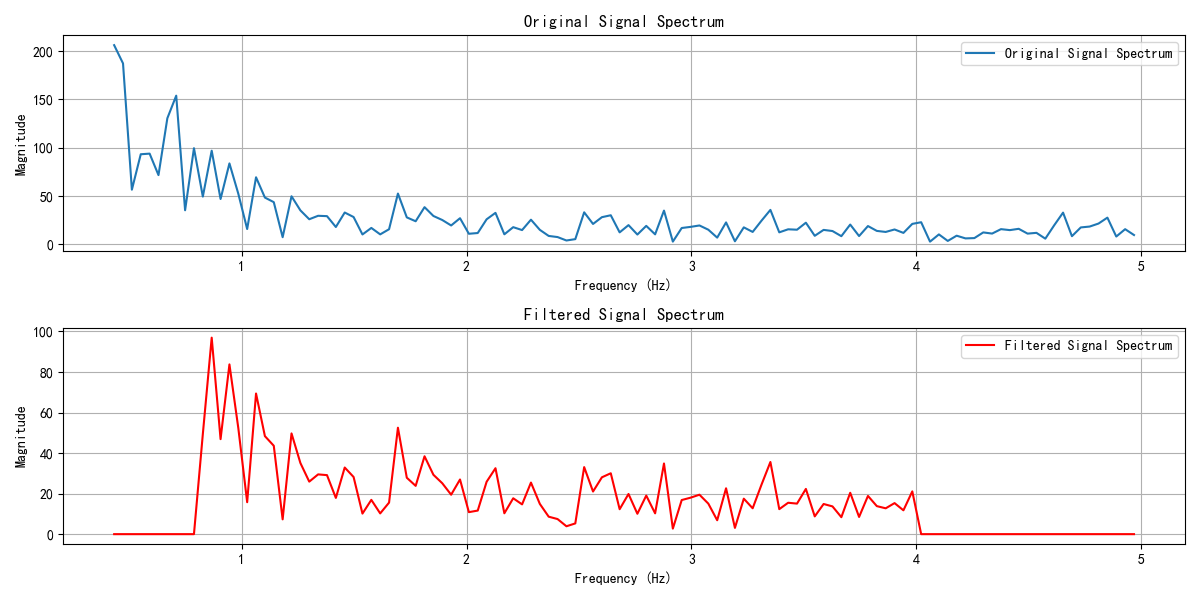 Original Signal Spectrum
200
150
100
50
0
Magnitude
Original Signal Spectrum
1 2 3 4 5
Frequency (Hz)
Filtered Signal Spectrum
100
80
60
40
20
0
Magnitude
Filtered Signal Spectrum
1 2 3 4 5
Frequency (Hz)